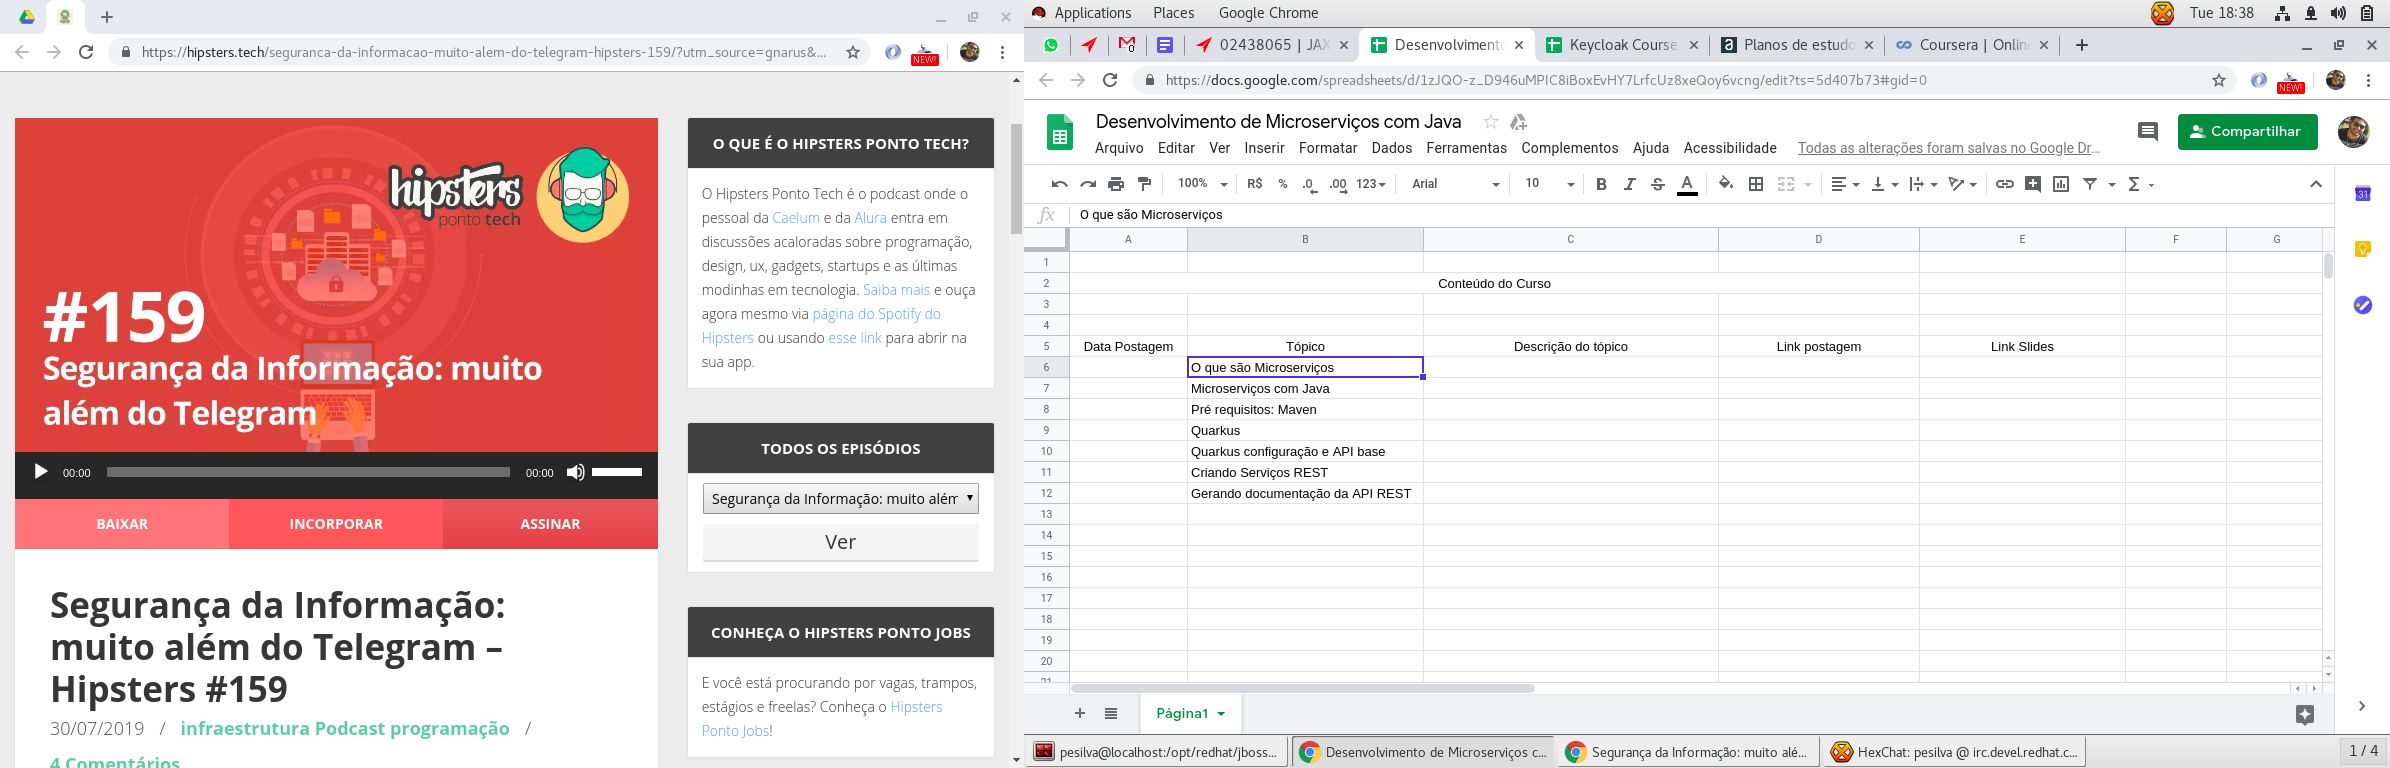 https://hipsters.tech/seguranca-da-informacao-muito-alem-do-telegram-hipsters-159/?utm_source=gnarus&...
NEW!
hipsters
ponto tech
#159
Segurança da Informação: muito
além do Telegram
00:00
00:00
BAIXAR
INCORPORAR
ASSINAR
Segurança da Informação:
muito além do Telegram –
Hipsters #159
30/07/2019 / infraestrutura Podcast programação /
4 Comentários
O QUE É O HIPSTERS PONTO TECH?
O Hipsters Ponto Tech é o podcast onde o
pessoal da Caelum e da Alura entra em
discussões acaloradas sobre programação,
design, ux, gadgets, startups e as últimas
modinhas em tecnologia. Saiba mais e ouça
agora mesmo via página do Spotify do
Hipsters ou usando esse link para abrir na
sua app.
TODOS OS EPISÓDIOS
Segurança da Informação: muito além
Ver
CONHEÇA O HIPSTERS PONTO JOBS
E você está procurando por vagas, trampos,
estágios e freelas? Conheça o Hipsters
Ponto Jobs!
Applications Places Google Chrome
Tue 18:38
0
02438065 | JAX
Desenvolvimento
Keycloak Course
Planos de estudo
Coursera | Online
https://docs.google.com/spreadsheets/d/1zJQO-z_D946uMPIC8iBoxEvHY7LrfcUz8xeQoy6vcng/edit?ts=5d407b73#gid=0
NEW!
Desenvolvimento de Microserviços com Java
Compartilhar
Arquivo Editar Ver Inserir Formatar Dados Ferramentas Complementos Ajuda Acessibilidade Todas as alterações foram salvas no Google Dr...
100% R$ % .0 .00 123 Arial 10 B I S A Σ
31
fx O que são Microserviços
A B C D E F G
1
2 Conteúdo do Curso
3
4
5 Data Postagem Tópico Descrição do tópico Link postagem Link Slides
6 O que são Microserviços
7 Microserviços com Java
8 Pré requisitos: Maven
9 Quarkus
10 Quarkus configuração e API base
11 Criando Serviços REST
12 Gerando documentação da API REST
13
14
15
16
17
18
19
20
21
Página1
pesilva@localhost:/opt/redhat/jboss...
Desenvolvimento de Microserviços c...
Segurança da Informação: muito alé...
HexChat: pesilva @ irc.devel.redhat.c...
1 / 4